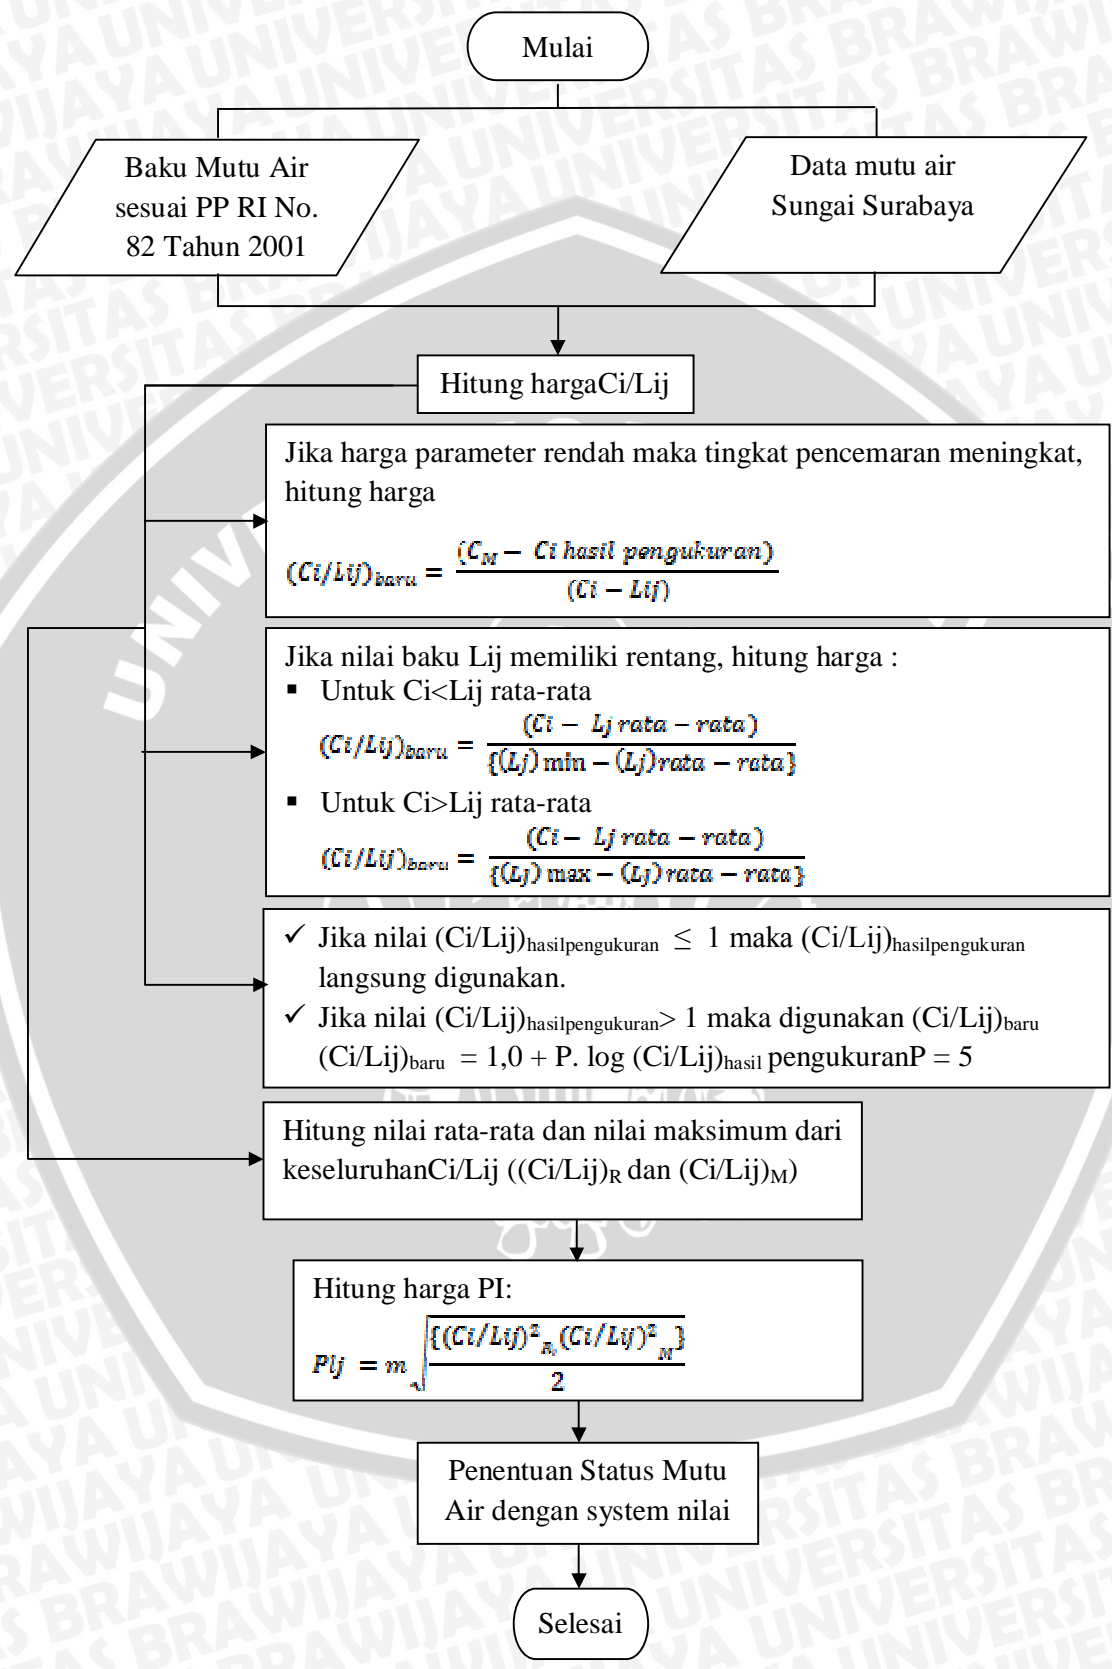 Mulai
Baku Mutu Air
sesuai PP RI No.
82 Tahun 2001
Data mutu air
Sungai Surabaya
Hitung hargaCi/Lij
Jika harga parameter rendah maka tingkat pencemaran meningkat,
hitung harga
(Ci/Lij)baru = (C_M − Ci hasil pengukuran) / (Ci − Lij)
Jika nilai baku Lij memiliki rentang, hitung harga :
▪ Untuk Ci<Lij rata-rata
(Ci/Lij)baru = (Ci − Lj rata − rata) / {(Lj) min − (Lj)rata − rata}
▪ Untuk Ci>Lij rata-rata
(Ci/Lij)baru = (Ci − Lj rata − rata) / {(Lj) max − (Lj) rata − rata}
✓ Jika nilai (Ci/Lij)hasilpengukuran ≤ 1 maka (Ci/Lij)hasilpengukuran
langsung digunakan.
✓ Jika nilai (Ci/Lij)hasilpengukuran> 1 maka digunakan (Ci/Lij)baru
(Ci/Lij)baru = 1,0 + P. log (Ci/Lij)hasil pengukuranP = 5
Hitung nilai rata-rata dan nilai maksimum dari
keseluruhanCi/Lij ((Ci/Lij)R dan (Ci/Lij)M)
Hitung harga PI:
PIj = m √({(Ci/Lij)²R,(Ci/Lij)²M} / 2)
Penentuan Status Mutu
Air dengan system nilai
Selesai